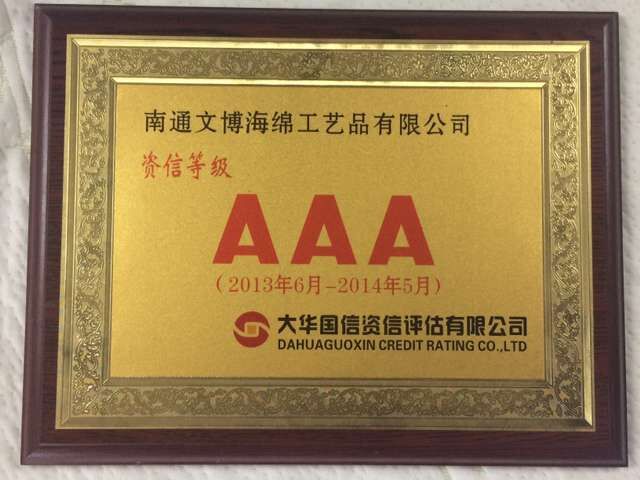 南通文博海绵工艺品有限公司
资信等级
AAA
(2013年6月-2014年5月)
大华国信资信评估有限公司
DAHUAGUOXIN CREDIT RATING CO.,LTD